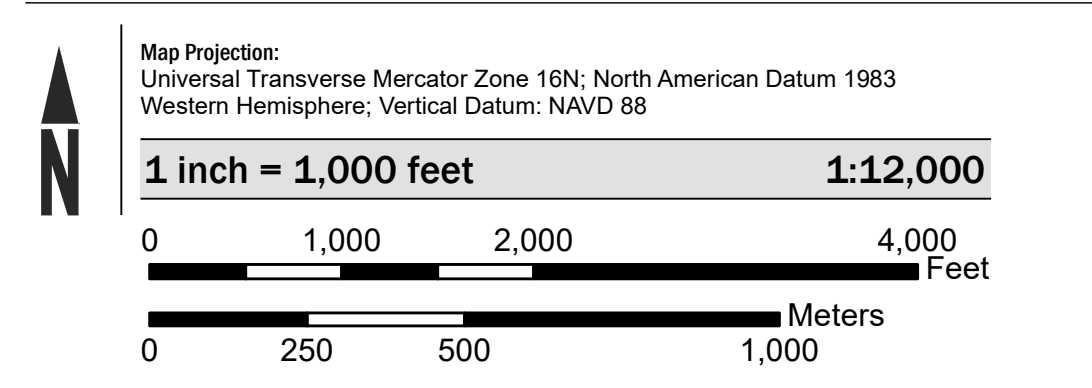 N
Map Projection:
Universal Transverse Mercator Zone 16N; North American Datum 1983
Western Hemisphere; Vertical Datum: NAVD 88
1 inch = 1,000 feet 1:12,000
0 1,000 2,000 4,000
Feet
Meters
0 250 500 1,000